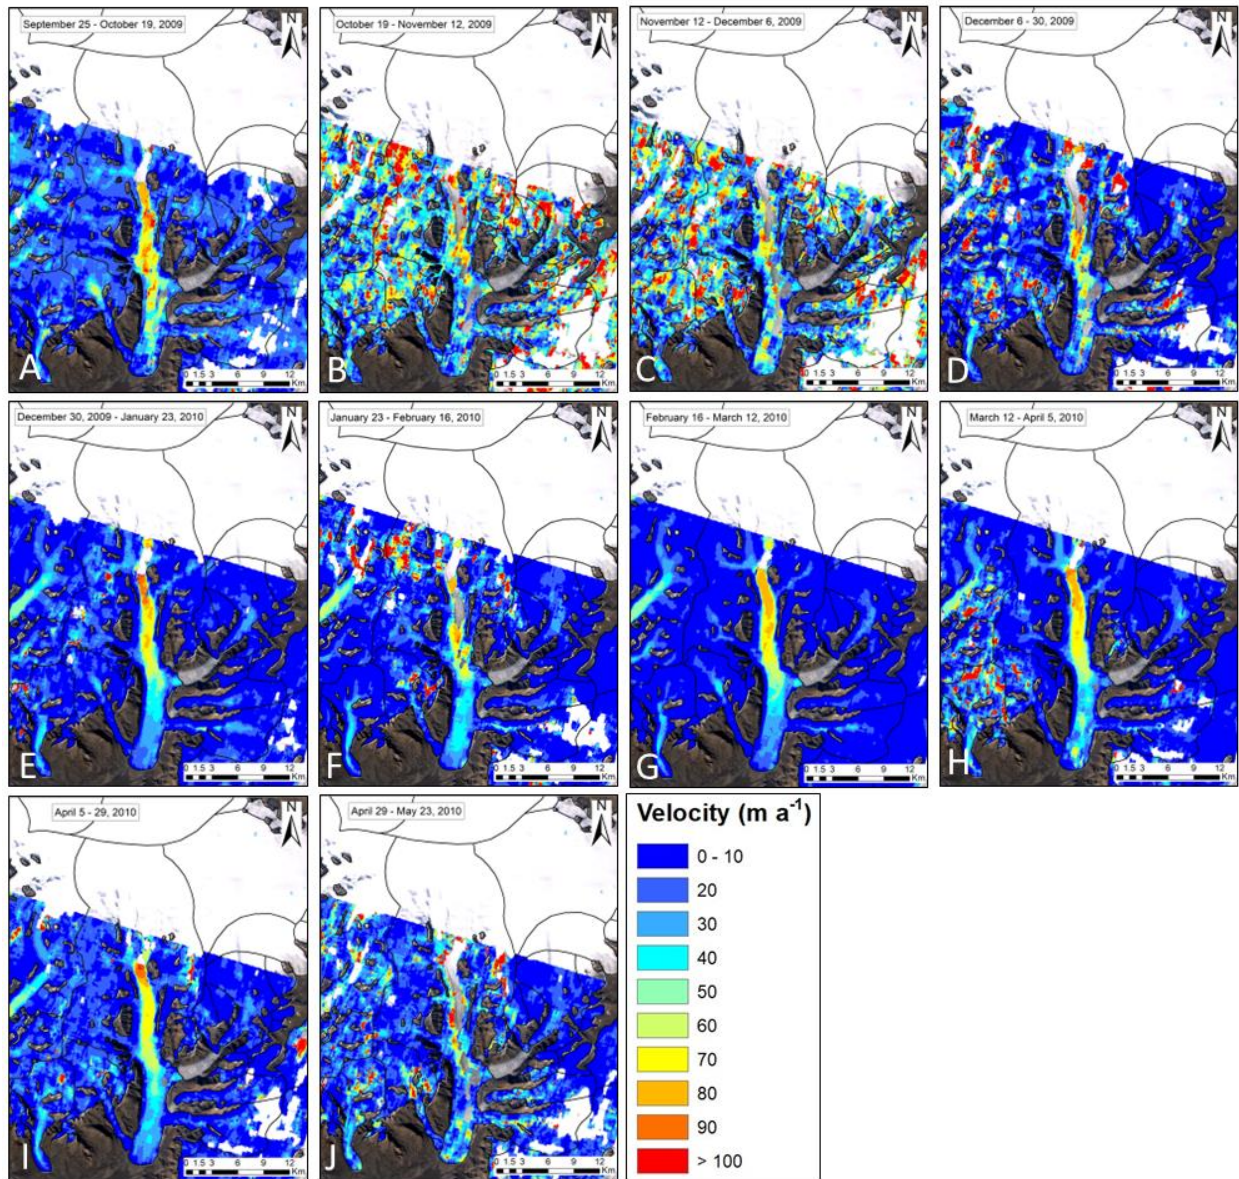 September 25 - October 19, 2009
N
A
0 1.5 3 6 9 12
Km.
October 19 - November 12, 2009
N
B
0 1.5 3 6 9 12
Km.
November 12 - December 6, 2009
N
C
0 1.5 3 6 9 12
Km.
December 6 - 30, 2009
N
D
0 1.5 3 6 9 12
Km.
December 30, 2009 - January 23, 2010
N
E
0 1.5 3 6 9 12
Km.
January 23 - February 16, 2010
N
F
0 1.5 3 6 9 12
Km.
February 16 - March 12, 2010
N
G
0 1.5 3 6 9 12
Km.
March 12 - April 5, 2010
N
H
0 1.5 3 6 9 12
Km.
April 5 - 29, 2010
N
I
0 1.5 3 6 9 12
Km.
April 29 - May 23, 2010
N
J
0 1.5 3 6 9 12
Km.
Velocity (m a⁻¹)
0 - 10
20
30
40
50
60
70
80
90
> 100